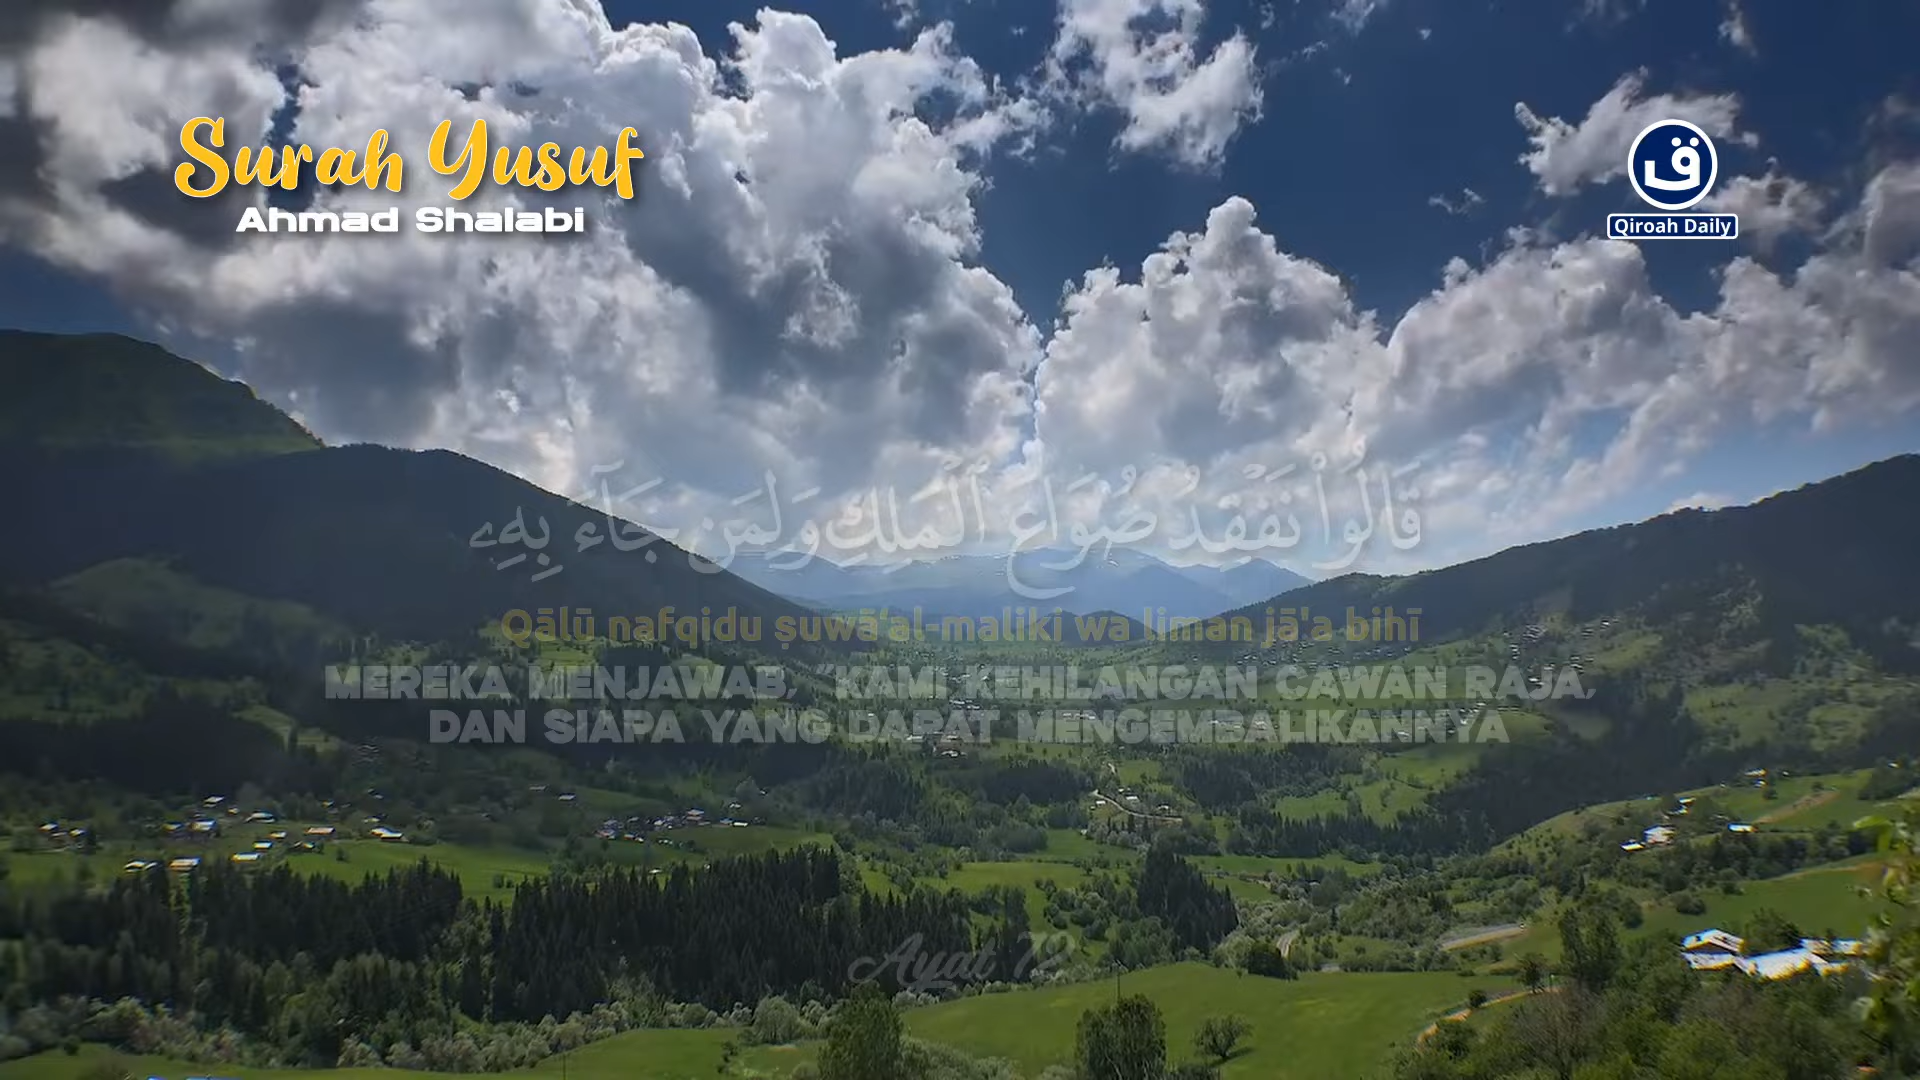 Surah Yusuf
Ahmad Shalabi
ق
Qiroah Daily
قَالُوا۟ نَفْقِدُ صُوَاعَ ٱلْمَلِكِ وَلِمَن جَآءَ بِهِۦ
Qālū nafqidu ṣuwā'al-maliki wa liman jā'a bihī
MEREKA MENJAWAB, "KAMI KEHILANGAN CAWAN RAJA,
DAN SIAPA YANG DAPAT MENGEMBALIKANNYA
Ayat 72